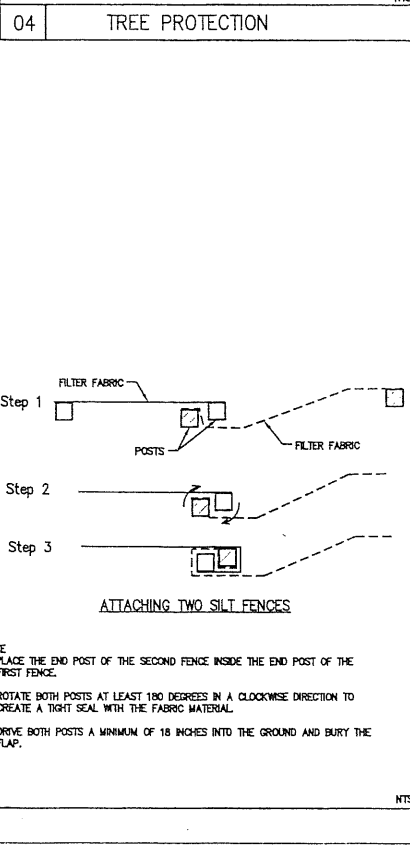 04 TREE PROTECTION
FILTER FABRIC
Step 1
POSTS
FILTER FABRIC
Step 2
Step 3
ATTACHING TWO SILT FENCES
E
LACE THE END POST OF THE SECOND FENCE INSIDE THE END POST OF THE
FIRST FENCE.
ROTATE BOTH POSTS AT LEAST 180 DEGREES IN A CLOCKWISE DIRECTION TO
CREATE A TIGHT SEAL WITH THE FABRIC MATERIAL.
DRIVE BOTH POSTS A MINIMUM OF 18 INCHES INTO THE GROUND AND BURY THE
FLAP.
NTS